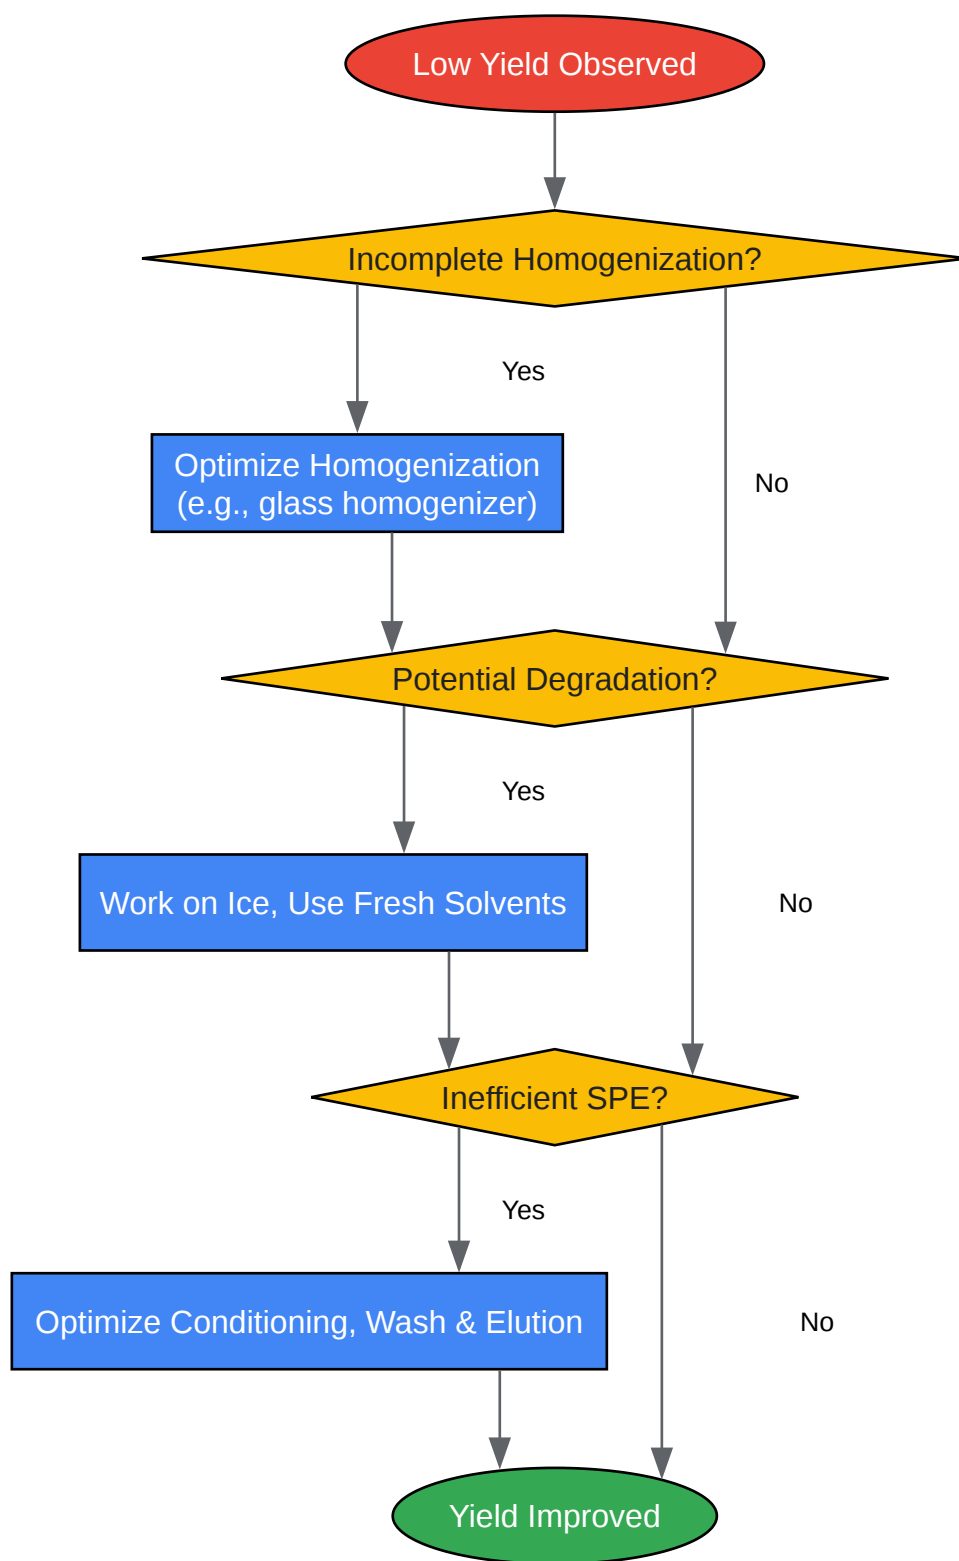 Low Yield Observed
Incomplete Homogenization?
Yes
Optimize Homogenization
(e.g., glass homogenizer)
No
Potential Degradation?
Yes
Work on Ice, Use Fresh Solvents
No
Inefficient SPE?
Yes
Optimize Conditioning, Wash & Elution
No
Yield Improved